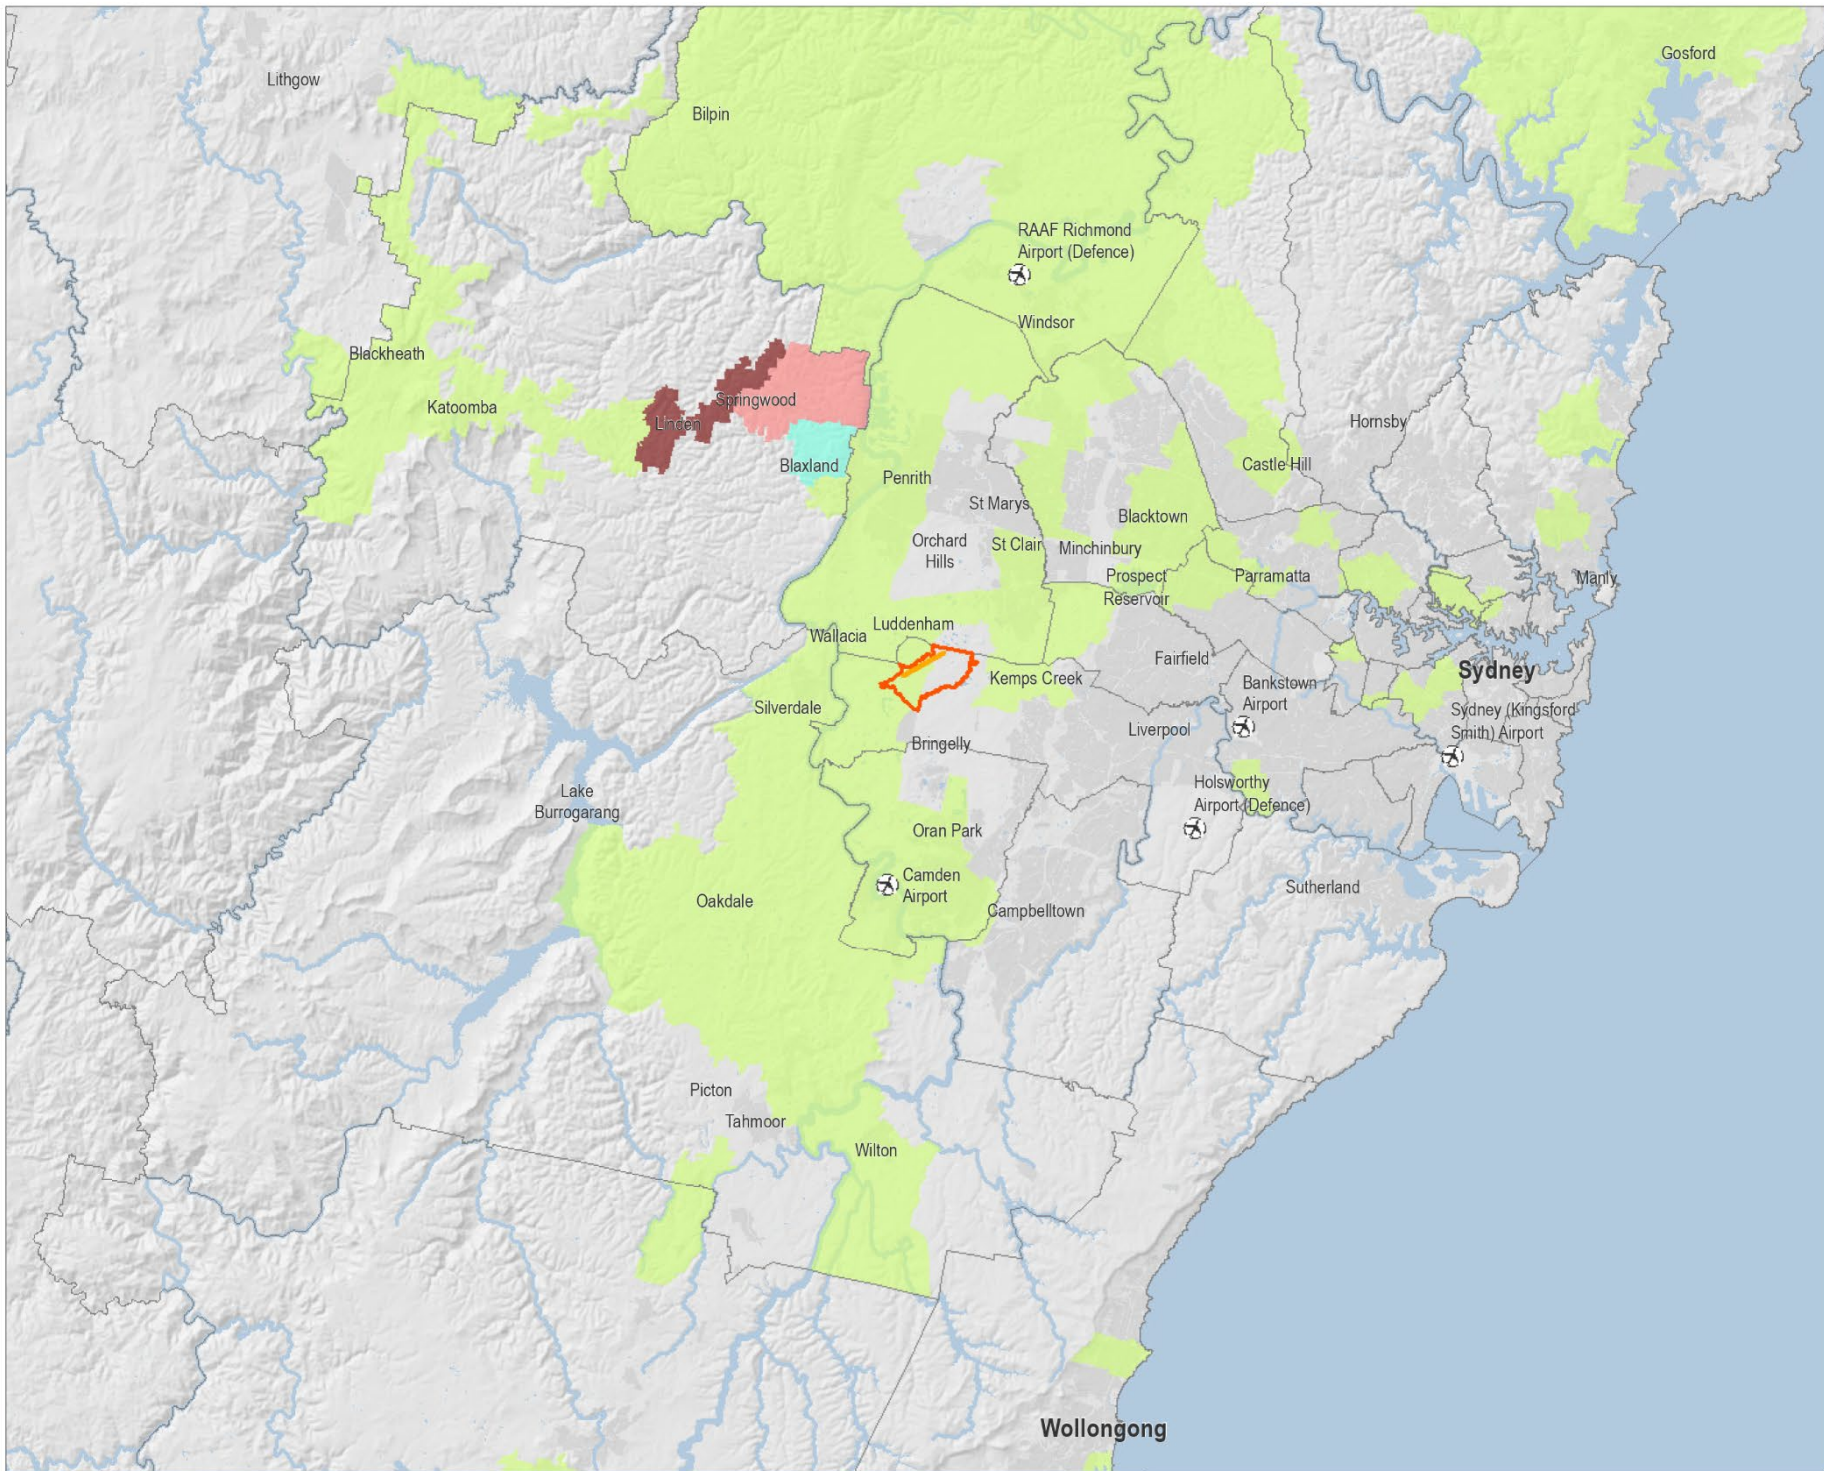 Gosford
Lithgow
Bilpin
RAAF Richmond
Airport (Defence)
Windsor
Blackheath
Katoomba
Springwood
Linden
Hornsby
Blaxland
Penrith
Castle Hill
St Marys
Blacktown
Orchard
Hills
St Clair
Minchinbury
Prospect
Reservoir
Parramatta
Manly
Luddenham
Wallacia
Fairfield
Sydney
Kemps Creek
Bankstown
Airport
Silverdale
Sydney (Kingsford
Smith) Airport
Liverpool
Bringelly
Holsworthy
Airport (Defence)
Lake
Burrogarang
Oran Park
Camden
Airport
Sutherland
Oakdale
Campbelltown
Picton
Tahmoor
Wilton
Wollongong